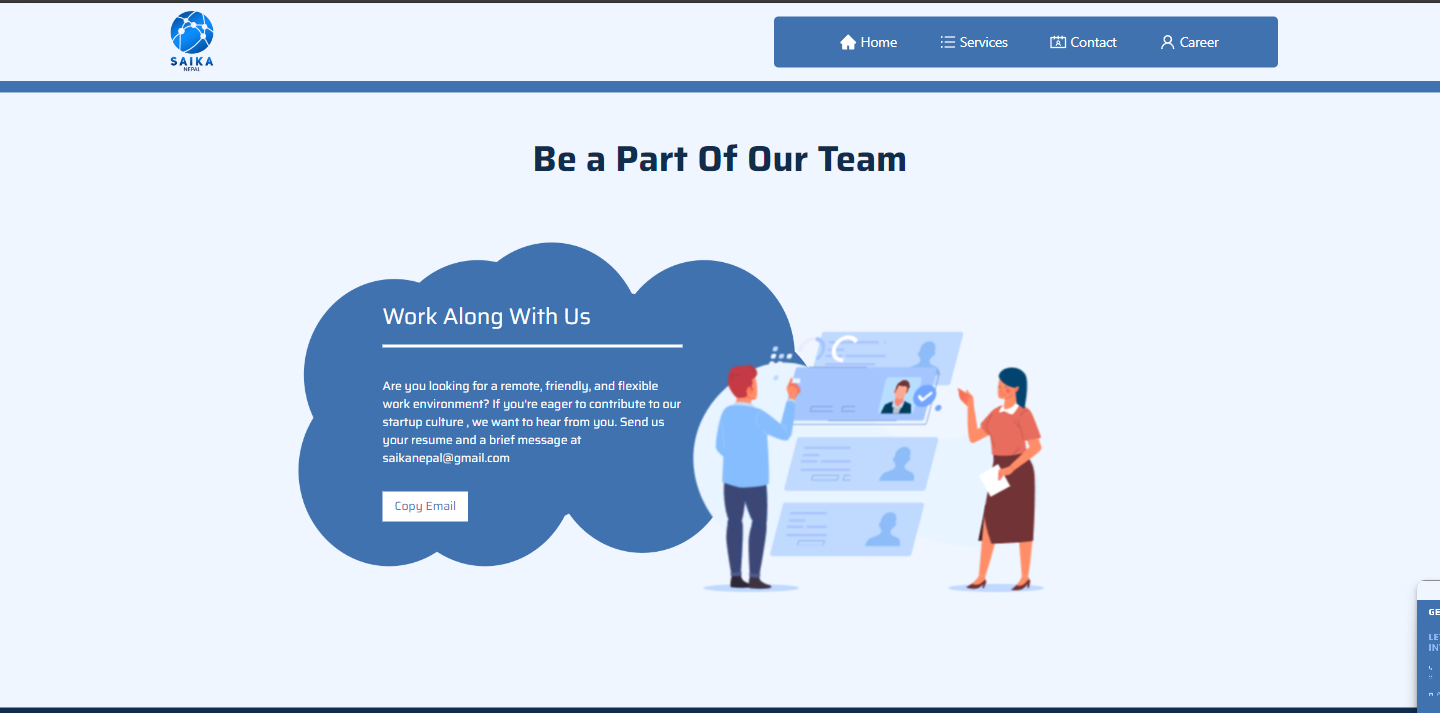 SAIKA
NEPAL
Home Services Contact Career
Be a Part Of Our Team
Work Along With Us
Are you looking for a remote, friendly, and flexible
work environment? If you're eager to contribute to our
startup culture , we want to hear from you. Send us
your resume and a brief message at
saikanepal@gmail.com
Copy Email
GE
LE
IN